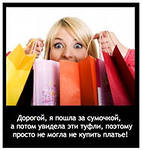 Дорогой, я пошла за сумочкой,
а потом увидела эти туфли, поэтому
просто не могла не купить платье!